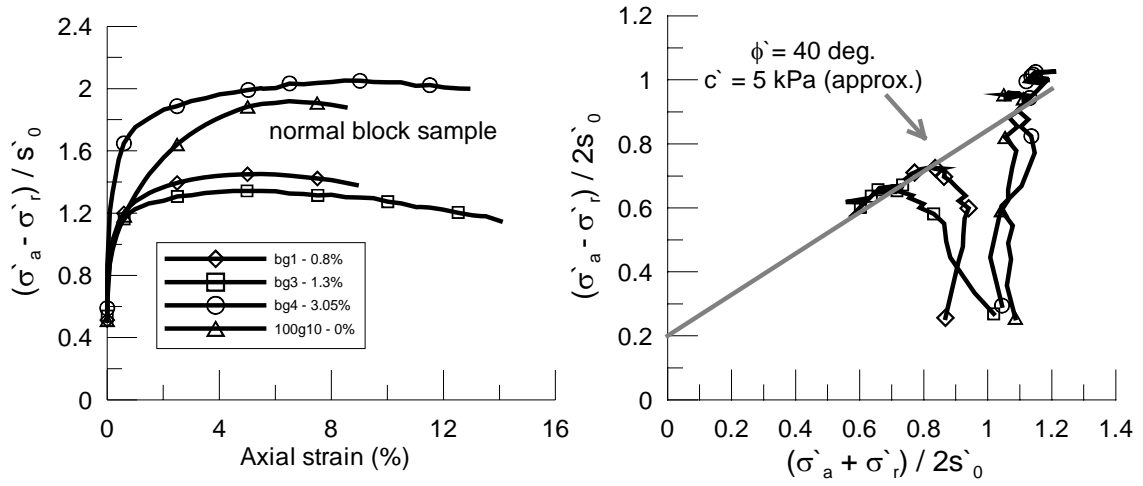 2.4
2
1.6
1.2
0.8
0.4
0
0 4 8 12 16
(σ`a - σ`r) / s`0
Axial strain (%)
normal block sample
bg1 - 0.8%
bg3 - 1.3%
bg4 - 3.05%
100g10 - 0%
1.2
1
0.8
0.6
0.4
0.2
0
0 0.2 0.4 0.6 0.8 1 1.2 1.4
(σ`a - σ`r) / 2s`0
(σ`a + σ`r) / 2s`0
ϕ`= 40 deg.
c` = 5 kPa (approx.)